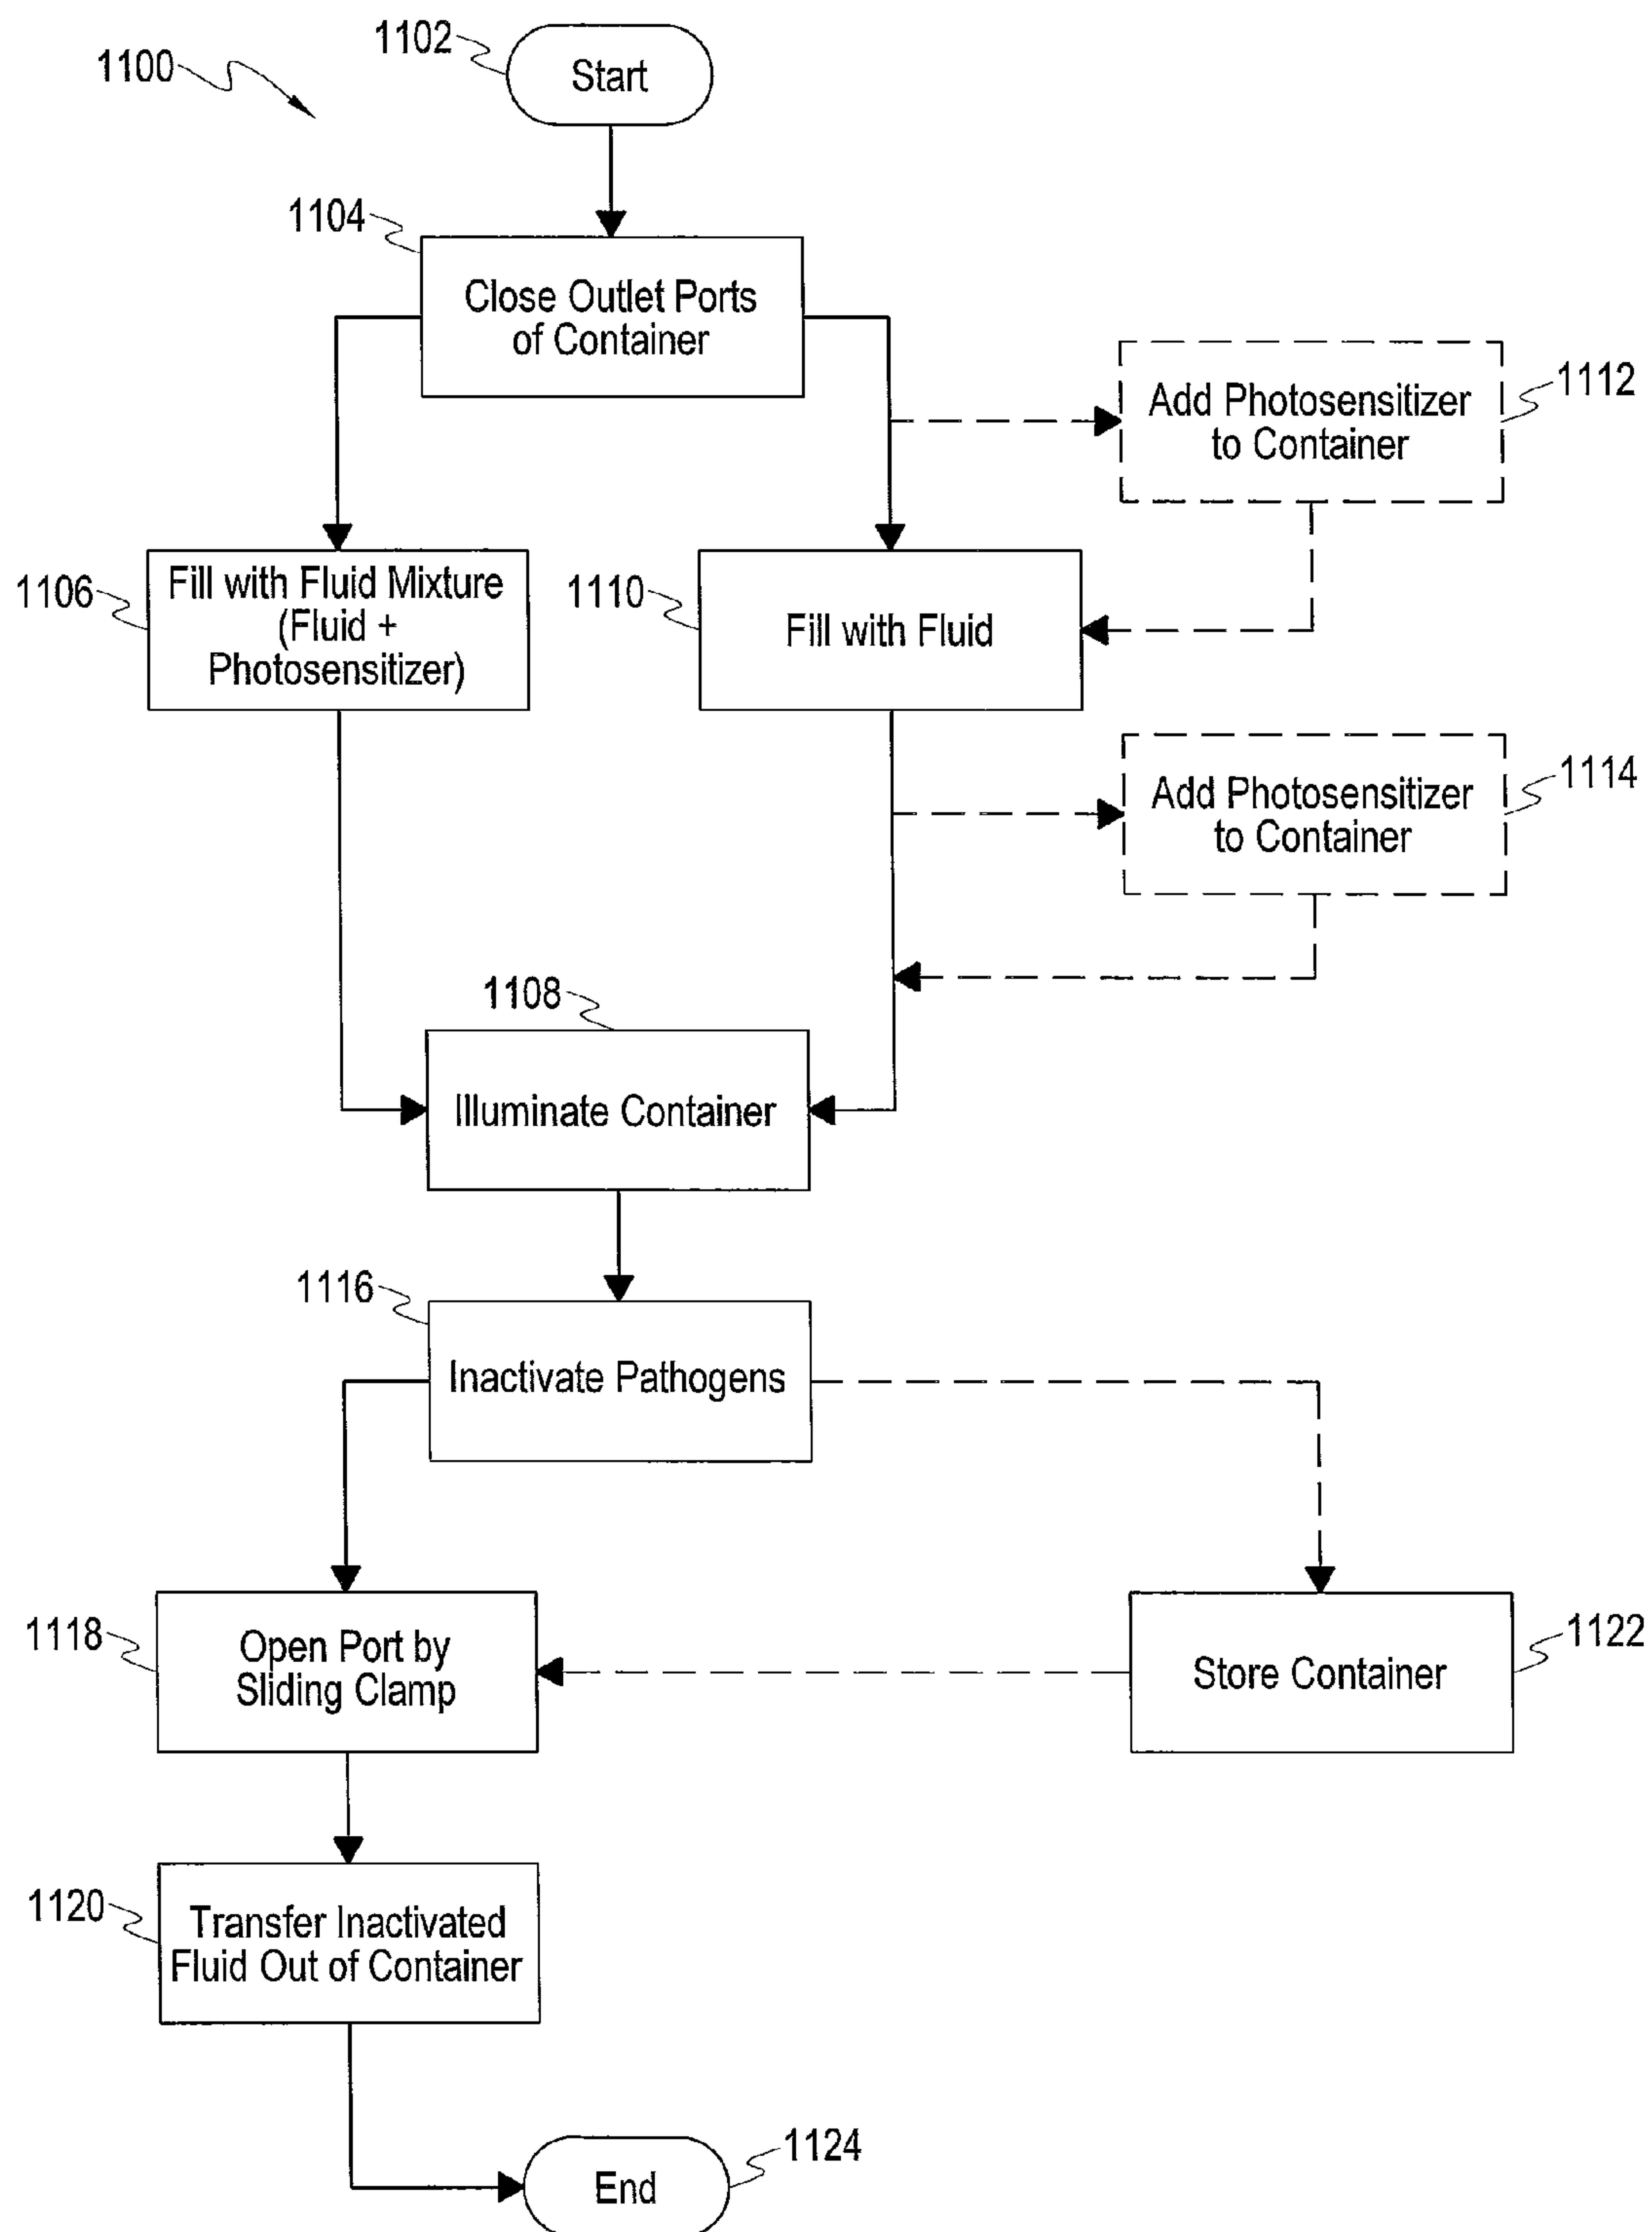 1100
1102
Start
1104
Close Outlet Ports
of Container
1112
Add Photosensitizer
to Container
1106
Fill with Fluid Mixture
(Fluid +
Photosensitizer)
1110
Fill with Fluid
1114
Add Photosensitizer
to Container
1108
Illuminate Container
1116
Inactivate Pathogens
1118
Open Port by
Sliding Clamp
1122
Store Container
1120
Transfer Inactivated
Fluid Out of Container
1124
End